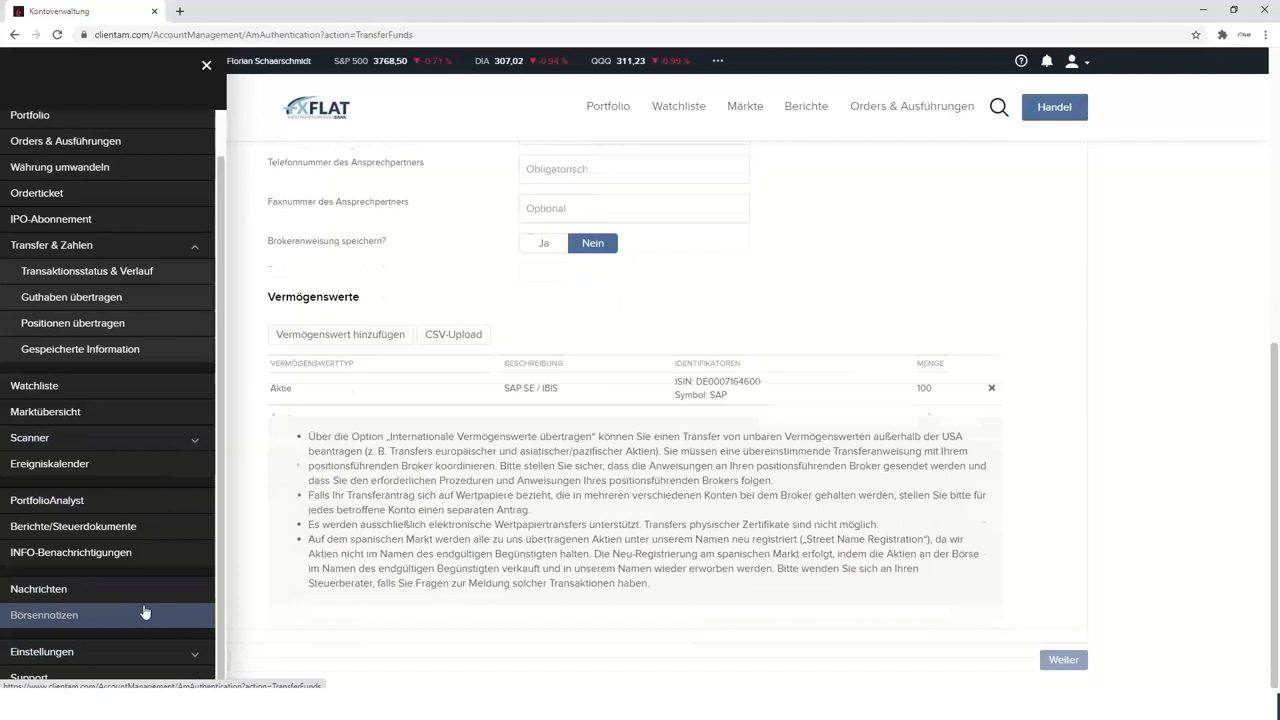 Kontoverwaltung
clientam.com/AccountManagement/AmAuthentication?action=TransferFunds
Florian Schaarschmidt S&P 500 3768,50 ▼-0.71 % DIA 307,02 ▼-0.94 % QQQ 311,23 ▼-0.99 % •••
FXFLAT
Portfolio Watchliste Märkte Berichte Orders & Ausführungen Handel
Portfolio
Orders & Ausführungen
Währung umwandeln
Orderticket
IPO-Abonnement
Transfer & Zahlen
Transaktionsstatus & Verlauf
Guthaben übertragen
Positionen übertragen
Gespeicherte Information
Watchliste
Marktübersicht
Scanner
Ereigniskalender
PortfolioAnalyst
Berichte/Steuerdokumente
INFO-Benachrichtigungen
Nachrichten
Börsennotizen
Einstellungen
Support
https://www.clientam.com/AccountManagement/AmAuthentication?action=TransferFunds
Telefonnummer des Ansprechpartners Obligatorisch
Faxnummer des Ansprechpartners Optional
Brokeranweisung speichern? Ja Nein
Vermögenswerte
Vermögenswert hinzufügen CSV-Upload
VERMÖGENSWERTTYP BESCHREIBUNG IDENTIFIKATOREN MENGE
Aktie SAP SE / IBIS ISIN: DE0007164600 100
Symbol: SAP
• Über die Option „Internationale Vermögenswerte übertragen“ können Sie einen Transfer von unbaren Vermögenswerten außerhalb der USA
beantragen (z. B. Transfers europäischer und asiatischer/pazifischer Aktien). Sie müssen eine übereinstimmende Transferanweisung mit Ihrem
positionsführenden Broker koordinieren. Bitte stellen Sie sicher, dass die Anweisungen an Ihren positionsführenden Broker gesendet werden und
dass Sie den erforderlichen Prozeduren und Anweisungen Ihres positionsführenden Brokers folgen.
• Falls Ihr Transferantrag sich auf Wertpapiere bezieht, die in mehreren verschiedenen Konten bei dem Broker gehalten werden, stellen Sie bitte für
jedes betroffene Konto einen separaten Antrag.
• Es werden ausschließlich elektronische Wertpapiertransfers unterstützt. Transfers physischer Zertifikate sind nicht möglich.
• Auf dem spanischen Markt werden alle zu uns übertragenen Aktien unter unserem Namen neu registriert („Street Name Registration“), da wir
Aktien nicht im Namen des endgültigen Begünstigten halten. Die Neu-Registrierung am spanischen Markt erfolgt, indem die Aktien an der Börse
im Namen des endgültigen Begünstigten verkauft und in unserem Namen wieder erworben werden. Bitte wenden Sie sich an Ihren
Steuerberater, falls Sie Fragen zur Meldung solcher Transaktionen haben.
Weiter